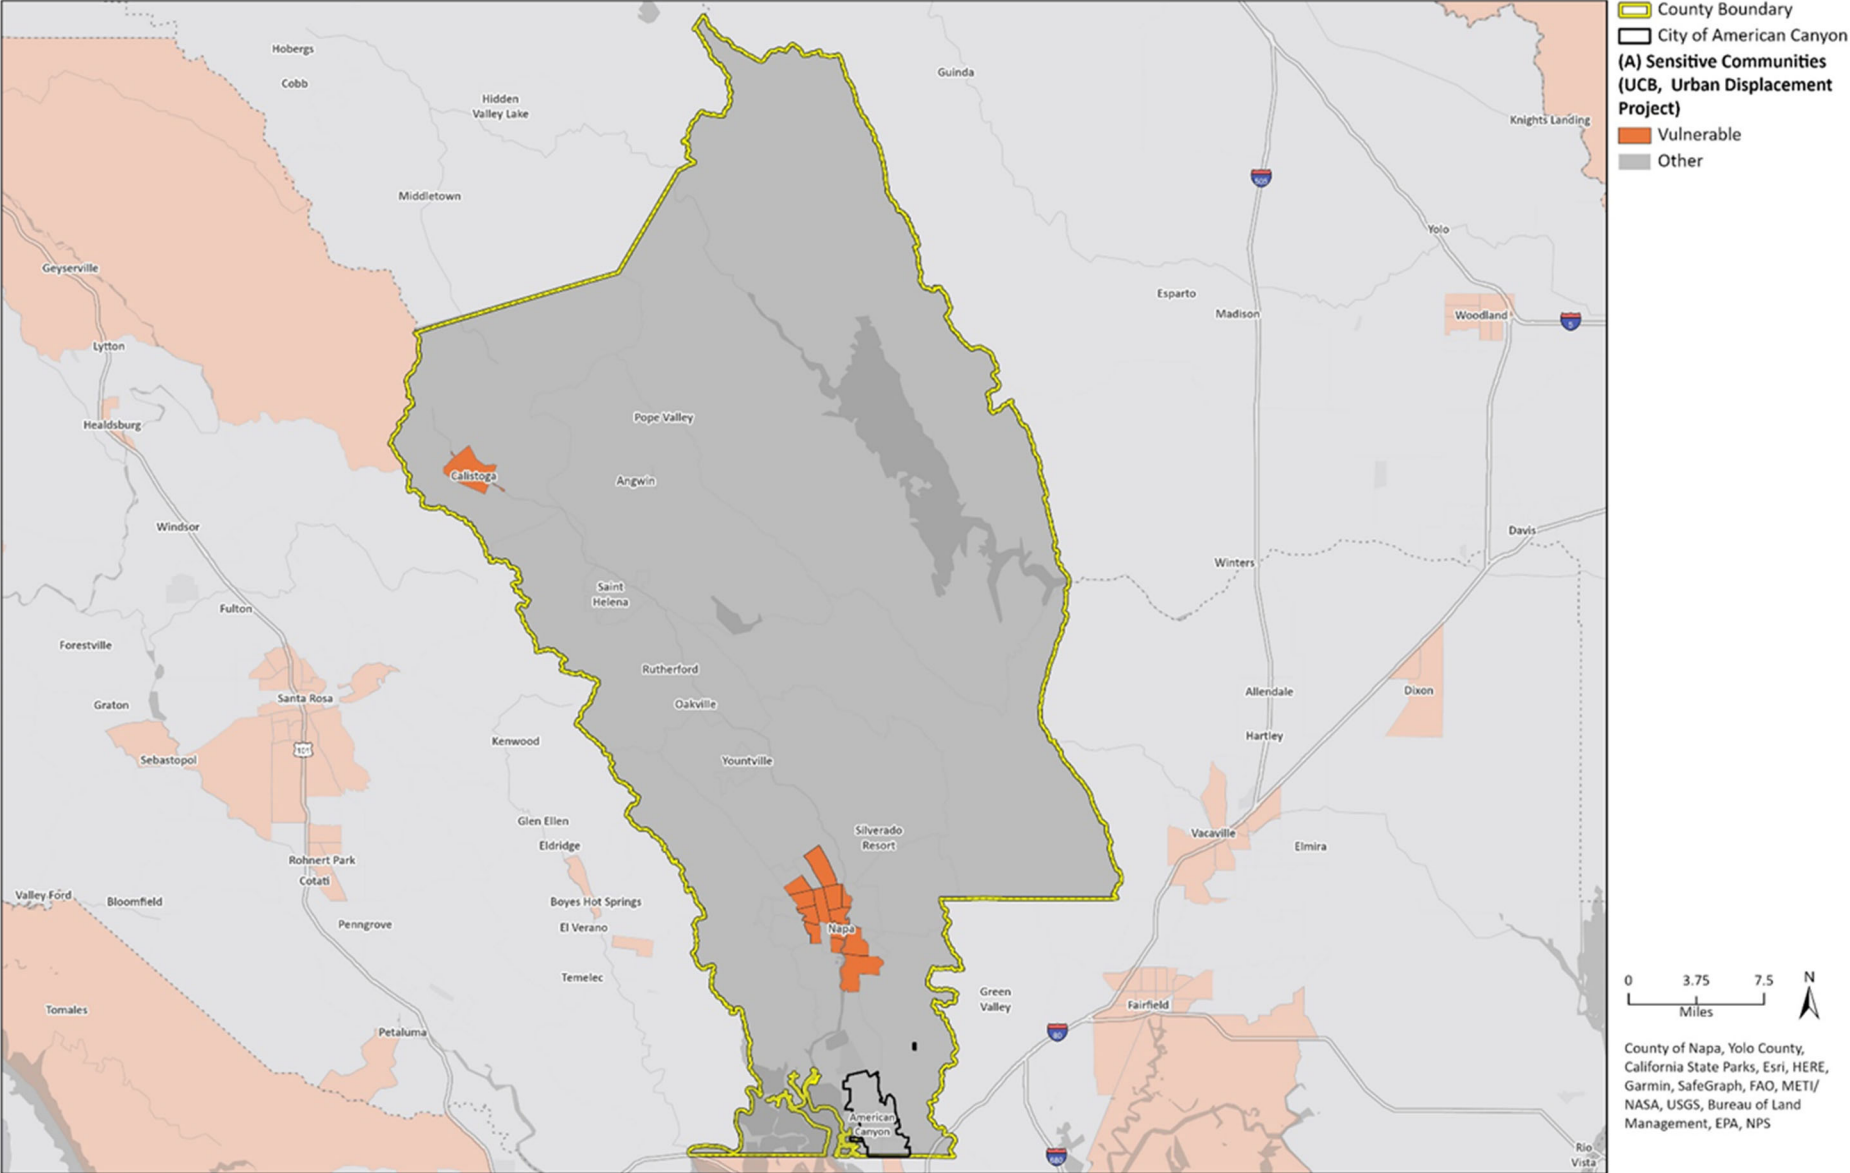 County Boundary
City of American Canyon
(A) Sensitive Communities
(UCB, Urban Displacement
Project)
Vulnerable
Other
Hobergs
Cobb
Hidden
Valley Lake
Guinda
Knights Landing
Middletown
505
Yolo
Geyserville
Esparto
Madison
Woodland
5
Lytton
Healdsburg
Pope Valley
Calistoga
Angwin
Windsor
Davis
Winters
Saint
Helena
Fulton
Forestville
Rutherford
Santa Rosa
Graton
Oakville
Allendale
Dixon
Kenwood
Hartley
101
Sebastopol
Yountville
Glen Ellen
Silverado
Resort
Vacaville
Eldridge
Elmira
Rohnert Park
Cotati
Valley Ford
Bloomfield
Boyes Hot Springs
Penngrove
El Verano
Napa
Temelec
Green
Valley
Fairfield
Tomales
Petaluma
80
American
Canyon
680
Rio
Vista
0 3.75 7.5
Miles
N
County of Napa, Yolo County,
California State Parks, Esri, HERE,
Garmin, SafeGraph, FAO, METI/
NASA, USGS, Bureau of Land
Management, EPA, NPS